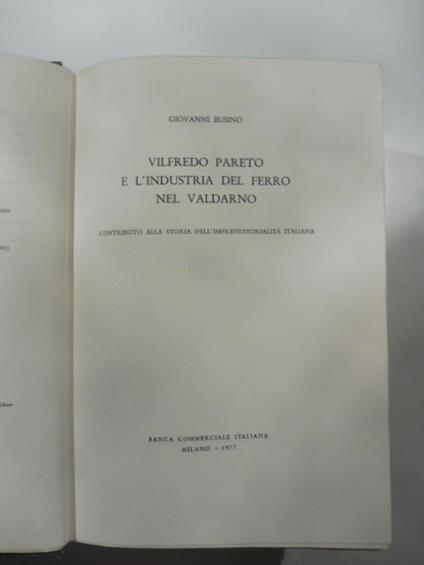 GIOVANNI BUSINO
VILFREDO PARETO
E L'INDUSTRIA DEL FERRO
NEL VALDARNO
CONTRIBUTO ALLA STORIA DELL'IMPRENDITORIALITÀ ITALIANA
BANCA COMMERCIALE ITALIANA
MILANO • 1977